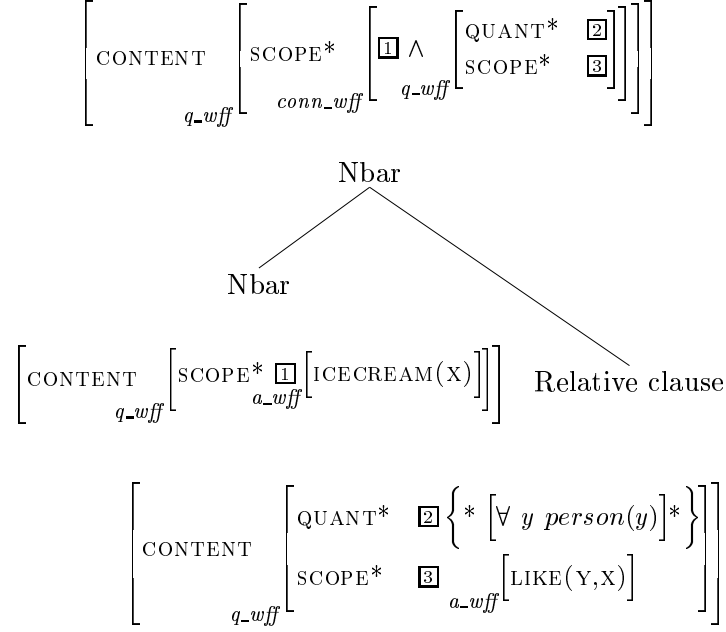 CONTENT q_wff [SCOPE* conn_wff [1 ∧ q_wff [QUANT* 2
SCOPE* 3]]]
Nbar
Nbar
[CONTENT q_wff [SCOPE* 1 a_wff [ICECREAM(X)]]]
Relative clause
[CONTENT q_wff [QUANT* 2 {* [∀ y person(y)]*}
SCOPE* 3 a_wff [LIKE(Y,X)]]]